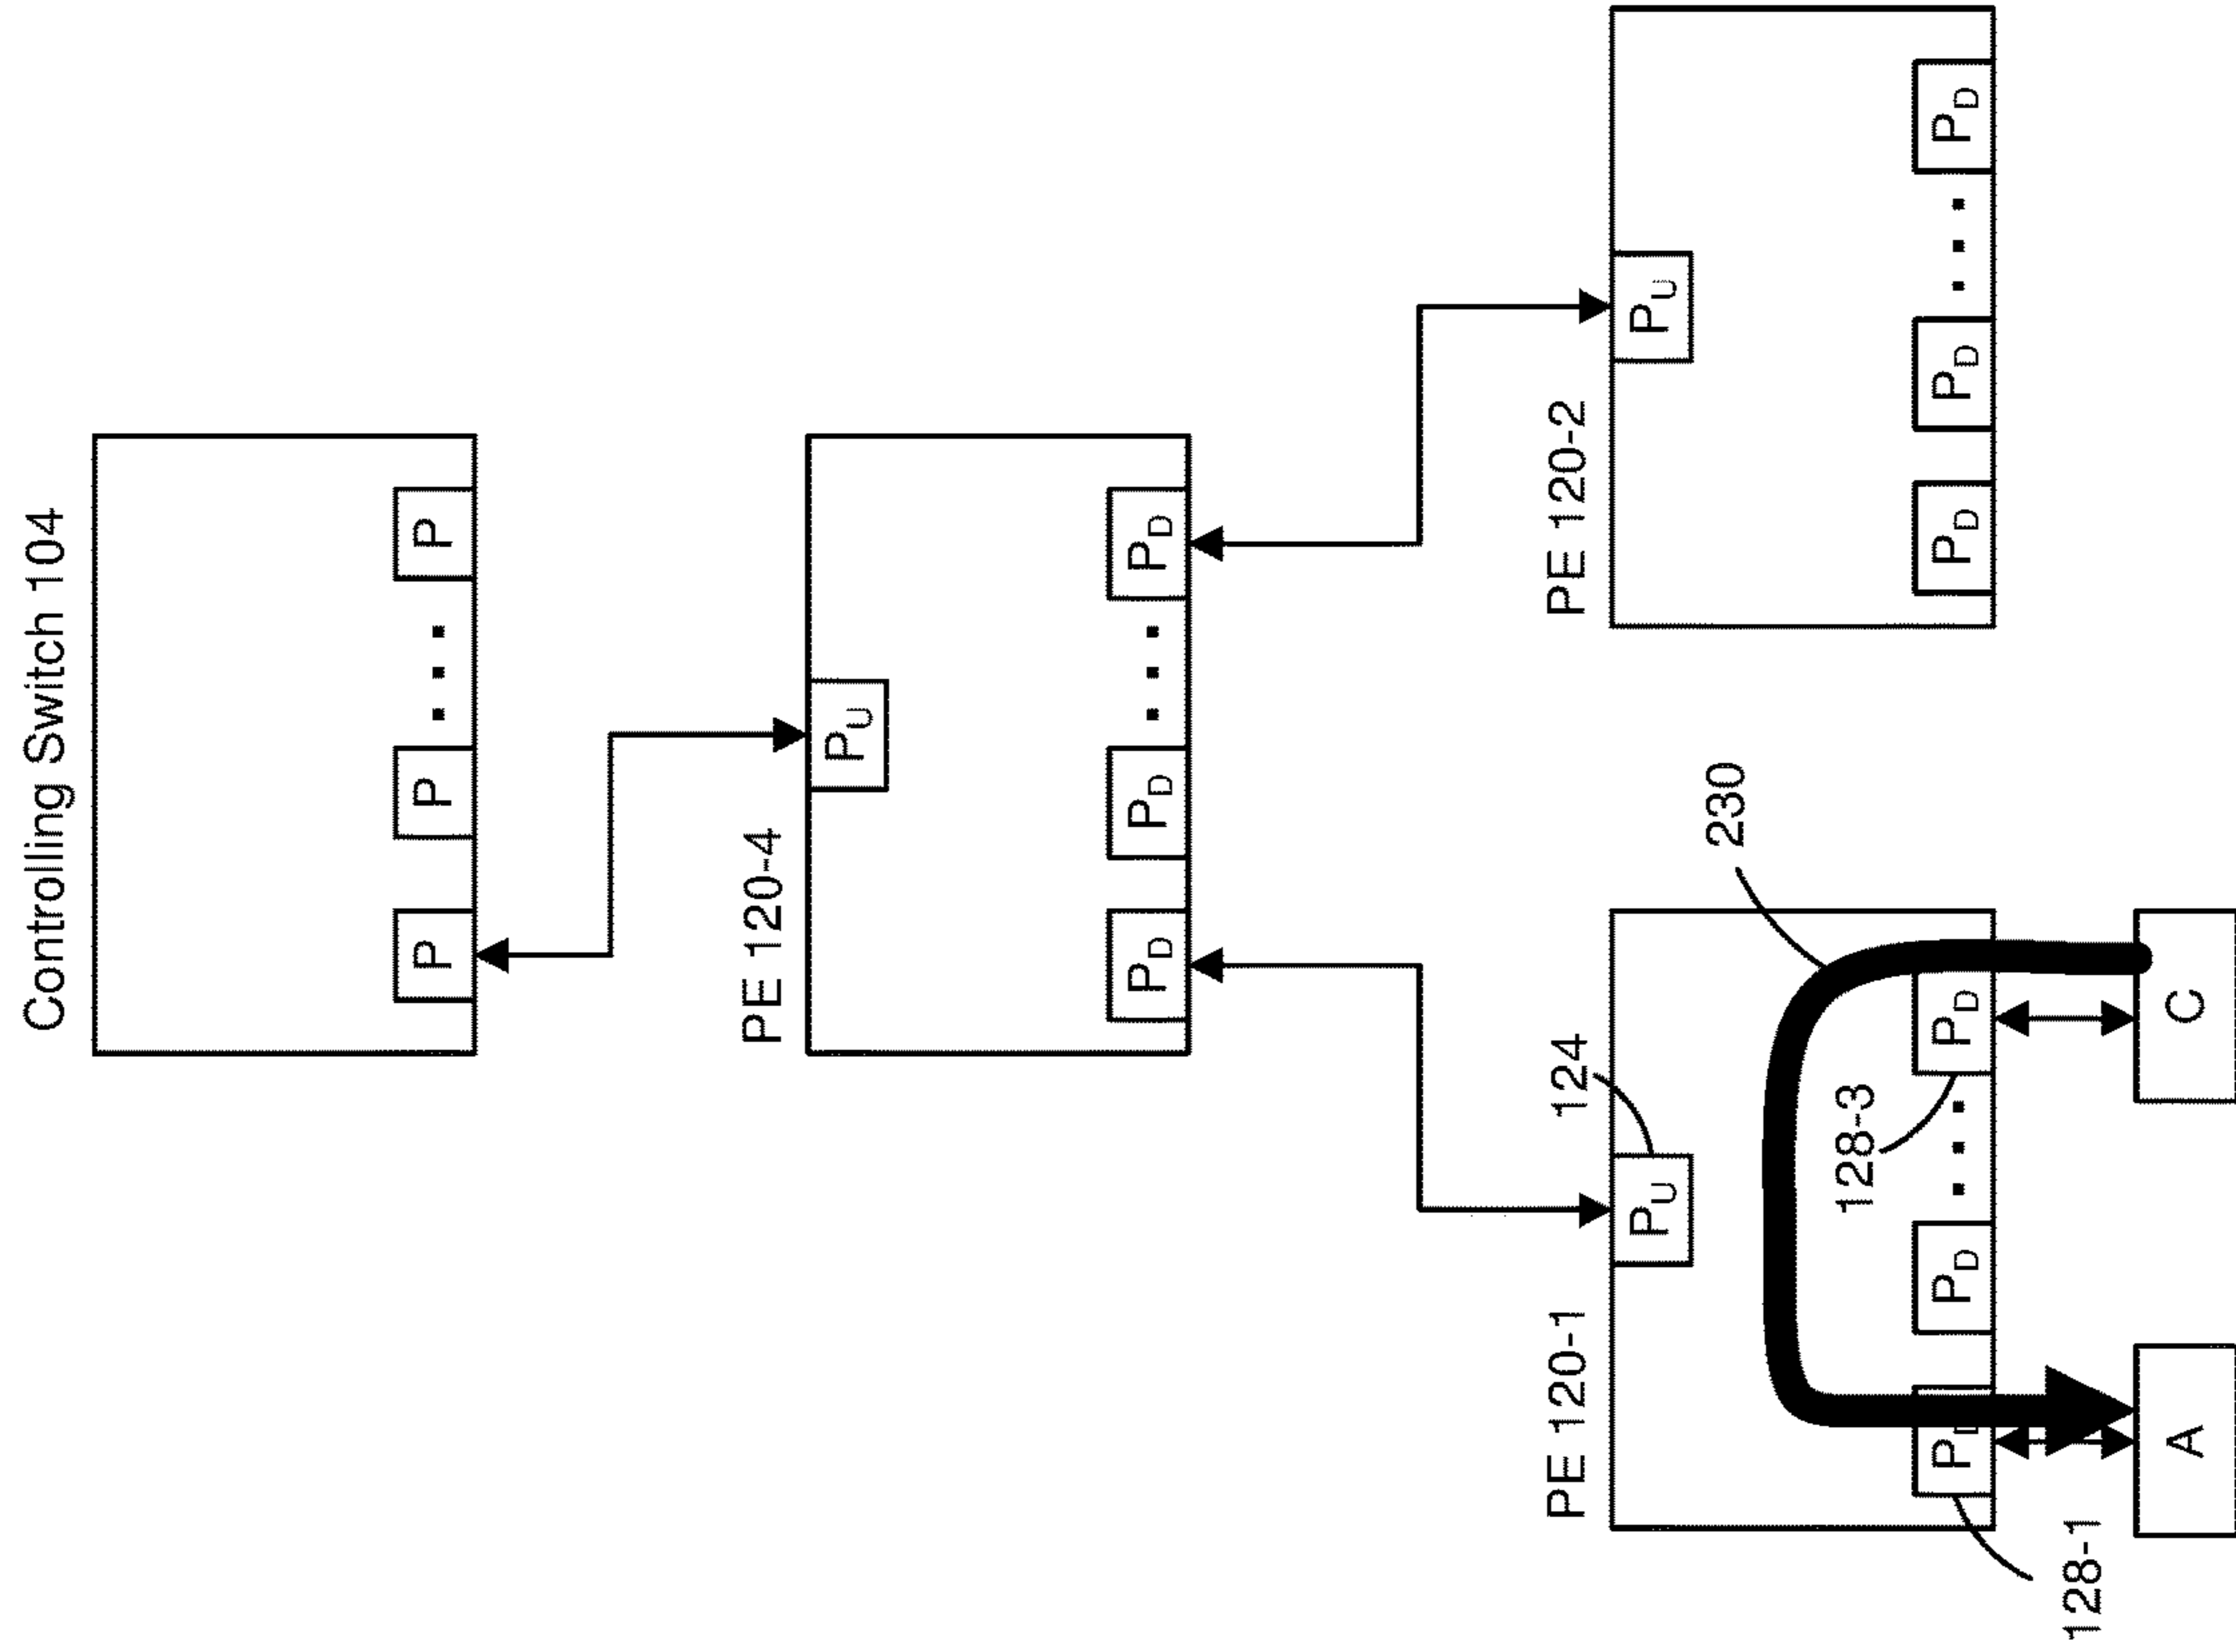 Controlling Switch 104
P
P
. . .
P
PE 120-4
PU
PD
PD
. . .
PD
PE 120-1
124
PU
230
128-3
PD
PD
. . .
PD
128-1
A
C
PE 120-2
PU
PD
PD
. . .
PD